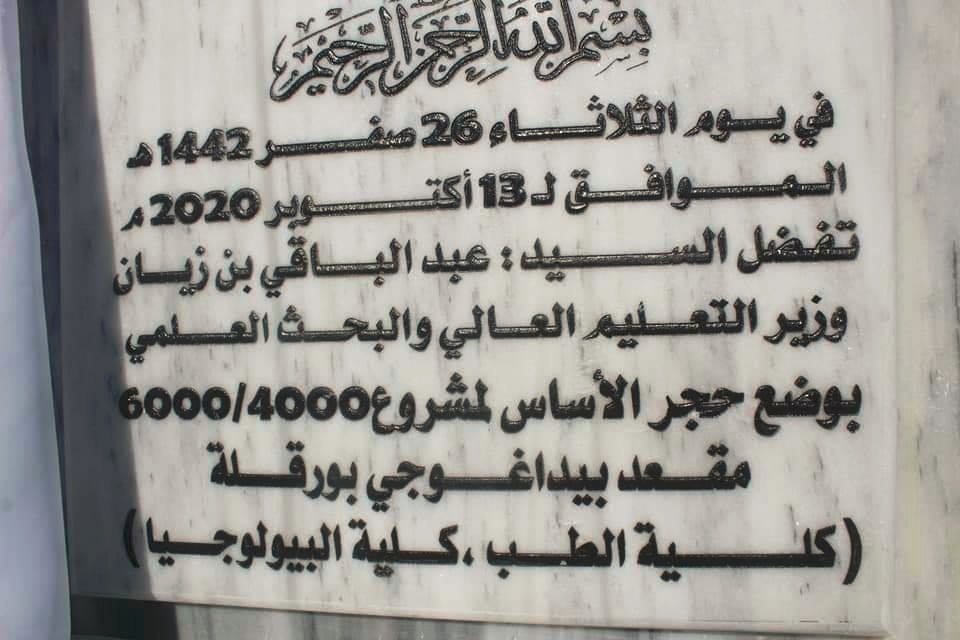 بسم الله الرحمن الرحيم
في يوم الثلاثاء 26 صفر 1442 هـ
الموافق لـ 13 أكتوبر 2020 م
تفضل السيد : عبد الباقي بن زيان
وزير التعليم العالي والبحث العلمي
بوضع حجر الأساس لمشروع 6000/4000
مقعد بيداغوجي بورقلة
( كلية الطب ، كلية البيولوجيا )